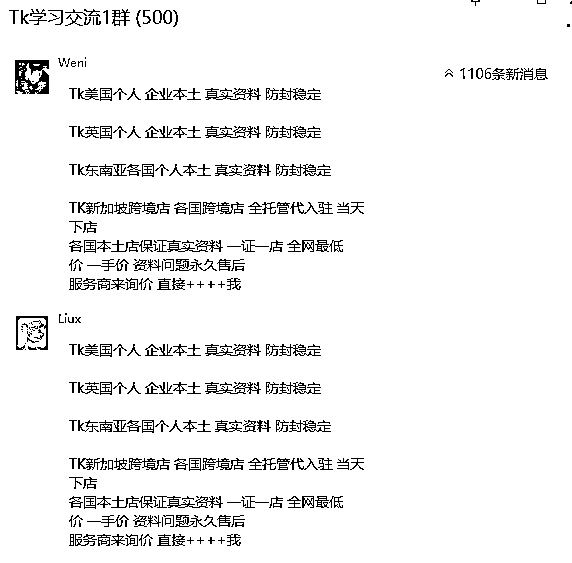 Tk学习交流1群 (500)
Weni
1106条新消息
Tk美国个人 企业本土 真实资料 防封稳定
Tk英国个人 企业本土 真实资料 防封稳定
Tk东南亚各国个人本土 真实资料 防封稳定
TK新加坡跨境店 各国跨境店 全托管代入驻 当天
下店
各国本土店保证真实资料 一证一店 全网最低
价 一手价 资料问题永久售后
服务商来询价 直接++++我
Liux
Tk美国个人 企业本土 真实资料 防封稳定
Tk英国个人 企业本土 真实资料 防封稳定
Tk东南亚各国个人本土 真实资料 防封稳定
TK新加坡跨境店 各国跨境店 全托管代入驻 当天
下店
各国本土店保证真实资料 一证一店 全网最低
价 一手价 资料问题永久售后
服务商来询价 直接++++我